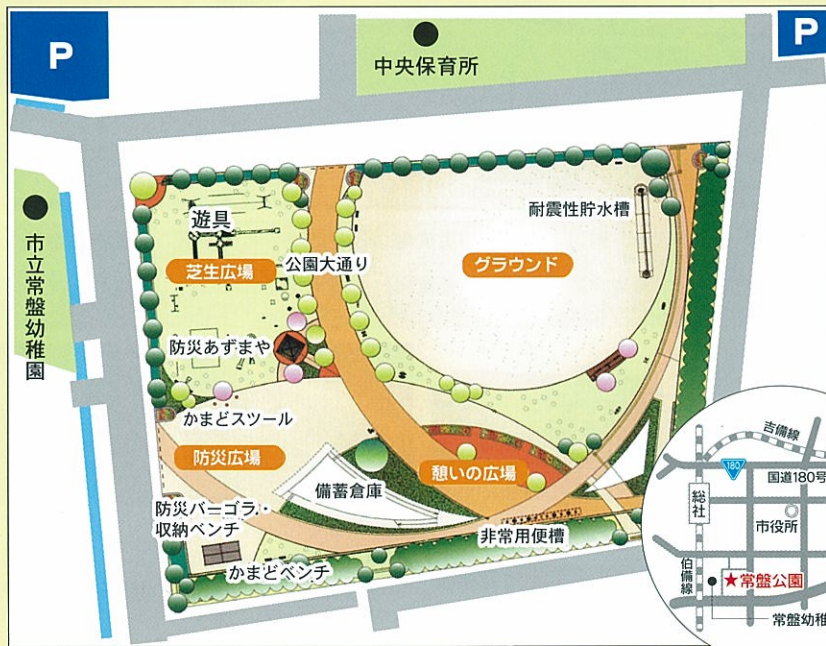 P
中央保育所
P
市立常盤幼稚園
遊具
芝生広場
公園大通り
グラウンド
耐震性貯水槽
防災あずまや
かまどスツール
防災広場
備蓄倉庫
憩いの広場
防災パーゴラ・
収納ベンチ
非常用便槽
かまどベンチ
吉備線
180
国道180号
総社
市役所
伯備線
★常盤公園
常盤幼稚